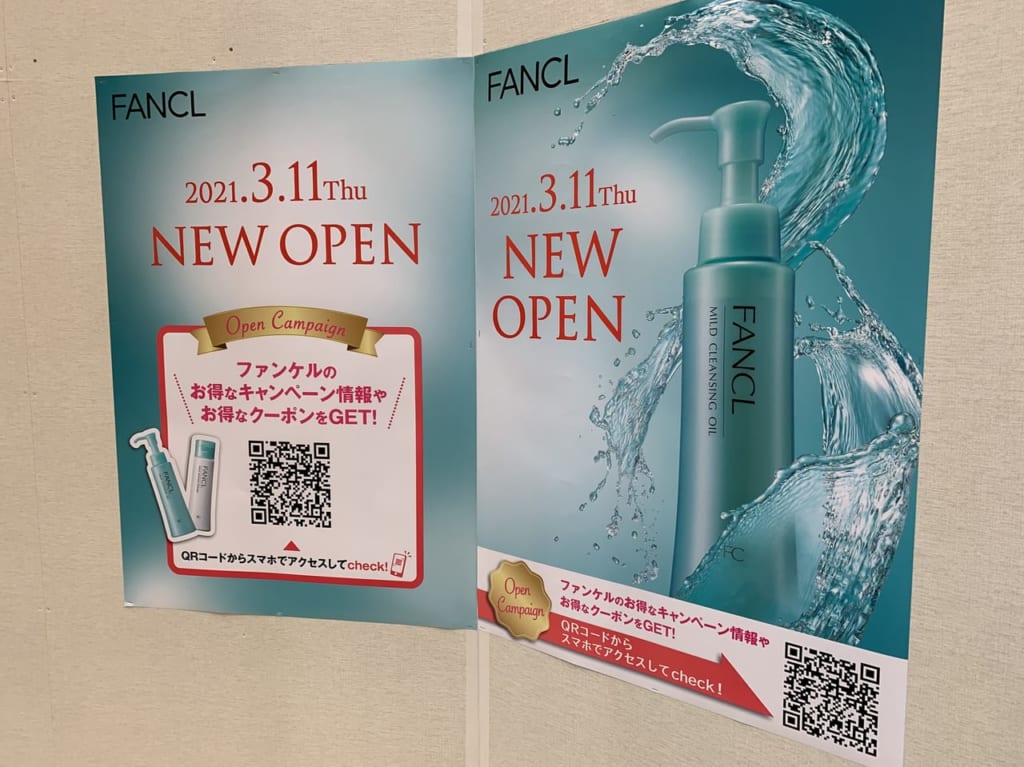 FANCL
2021.3.11Thu
NEW OPEN
Open Campaign
ファンケルの
お得なキャンペーン情報や
お得なクーポンをGET!
FANCL
FANCL
QRコードからスマホでアクセスしてcheck!
FANCL
2021.3.11Thu
NEW
OPEN
FANCL
MILD CLEANSING OIL
Open
Campaign
ファンケルのお得なキャンペーン情報や
お得なクーポンをGET!
QRコードから
スマホでアクセスしてcheck!